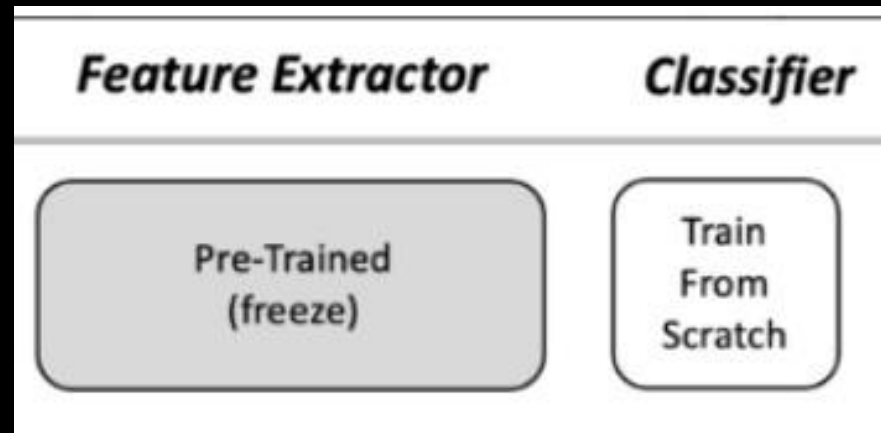 Feature Extractor
Classifier
Pre-Trained
(freeze)
Train
From
Scratch